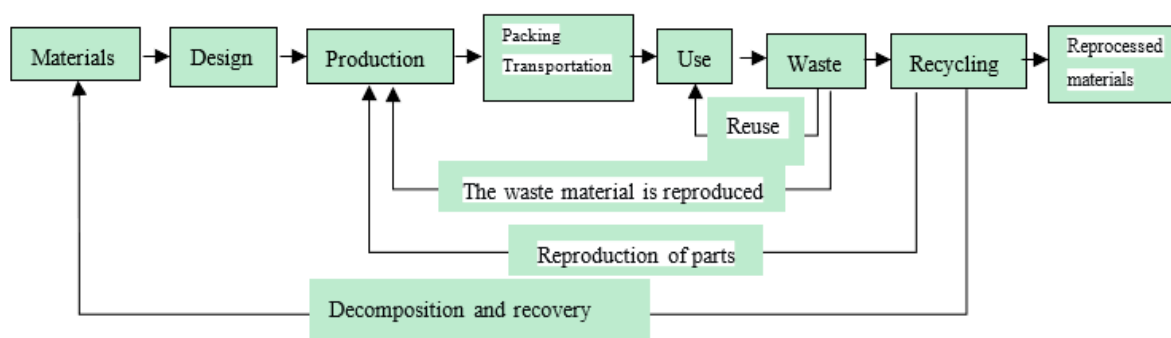 Materials
Design
Production
Packing
Transportation
Use
Waste
Recycling
Reprocessed
materials
Reuse
The waste material is reproduced
Reproduction of parts
Decomposition and recovery